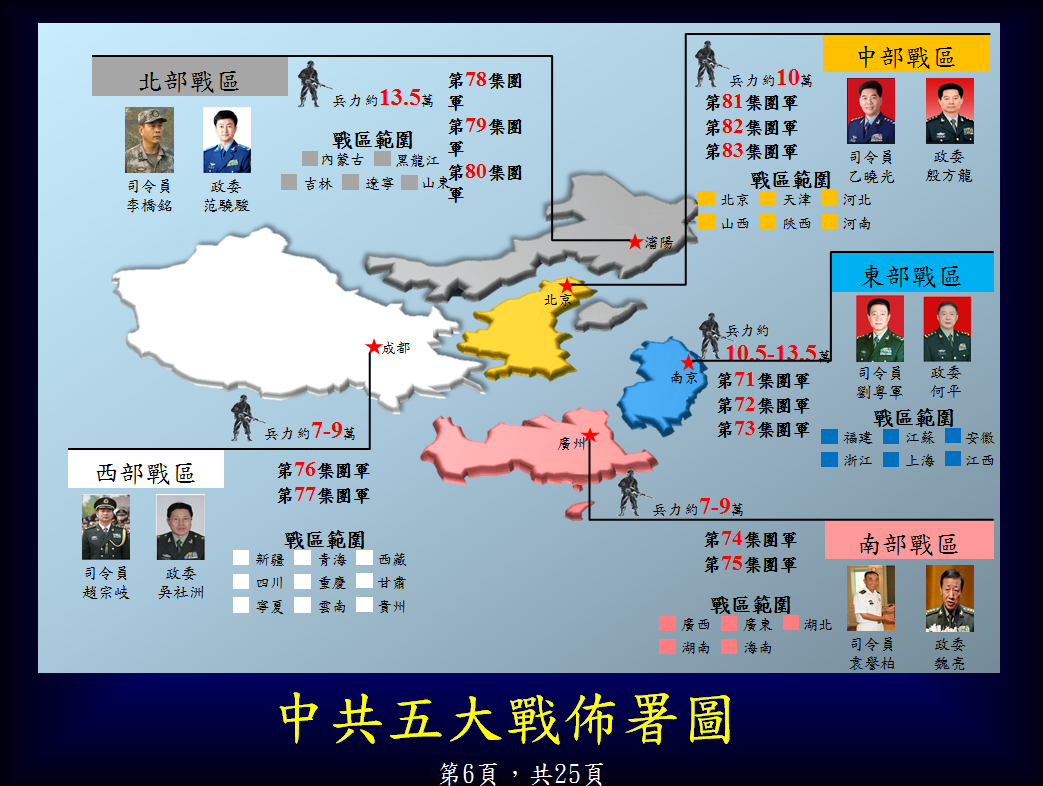 北部戰區
司令員
李橋銘
政委
范驍駿
兵力約13.5萬
第78集團
軍
第79集團
軍
第80集團
軍
戰區範圍
內蒙古
黑龍江
吉林
遼寧
山東
中部戰區
兵力約10萬
第81集團軍
第82集團軍
第83集團軍
司令員
乙曉光
政委
殷方龍
戰區範圍
北京
天津
河北
山西
陝西
河南
瀋陽
北京
成都
南京
廣州
東部戰區
兵力約
10.5-13.5萬
第71集團軍
第72集團軍
第73集團軍
司令員
劉粵軍
政委
何平
戰區範圍
福建
江蘇
安徽
浙江
上海
江西
兵力約7-9萬
西部戰區
第76集團軍
第77集團軍
司令員
趙宗岐
政委
吳社洲
戰區範圍
新疆
青海
西藏
四川
重慶
甘肅
寧夏
雲南
貴州
兵力約7-9萬
南部戰區
第74集團軍
第75集團軍
戰區範圍
廣西
廣東
湖北
湖南
海南
司令員
袁譽柏
政委
魏亮
中共五大戰佈署圖
第6頁，共25頁